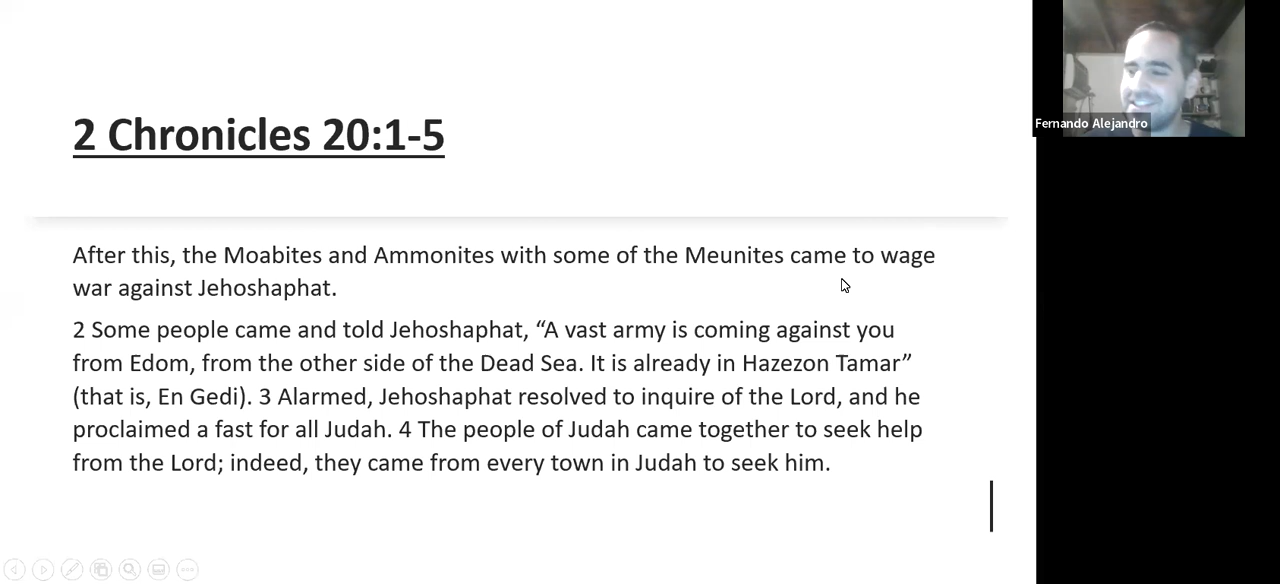 2 Chronicles 20:1-5
After this, the Moabites and Ammonites with some of the Meunites came to wage
war against Jehoshaphat.
2 Some people came and told Jehoshaphat, “A vast army is coming against you
from Edom, from the other side of the Dead Sea. It is already in Hazezon Tamar”
(that is, En Gedi). 3 Alarmed, Jehoshaphat resolved to inquire of the Lord, and he
proclaimed a fast for all Judah. 4 The people of Judah came together to seek help
from the Lord; indeed, they came from every town in Judah to seek him.
Fernando Alejandro